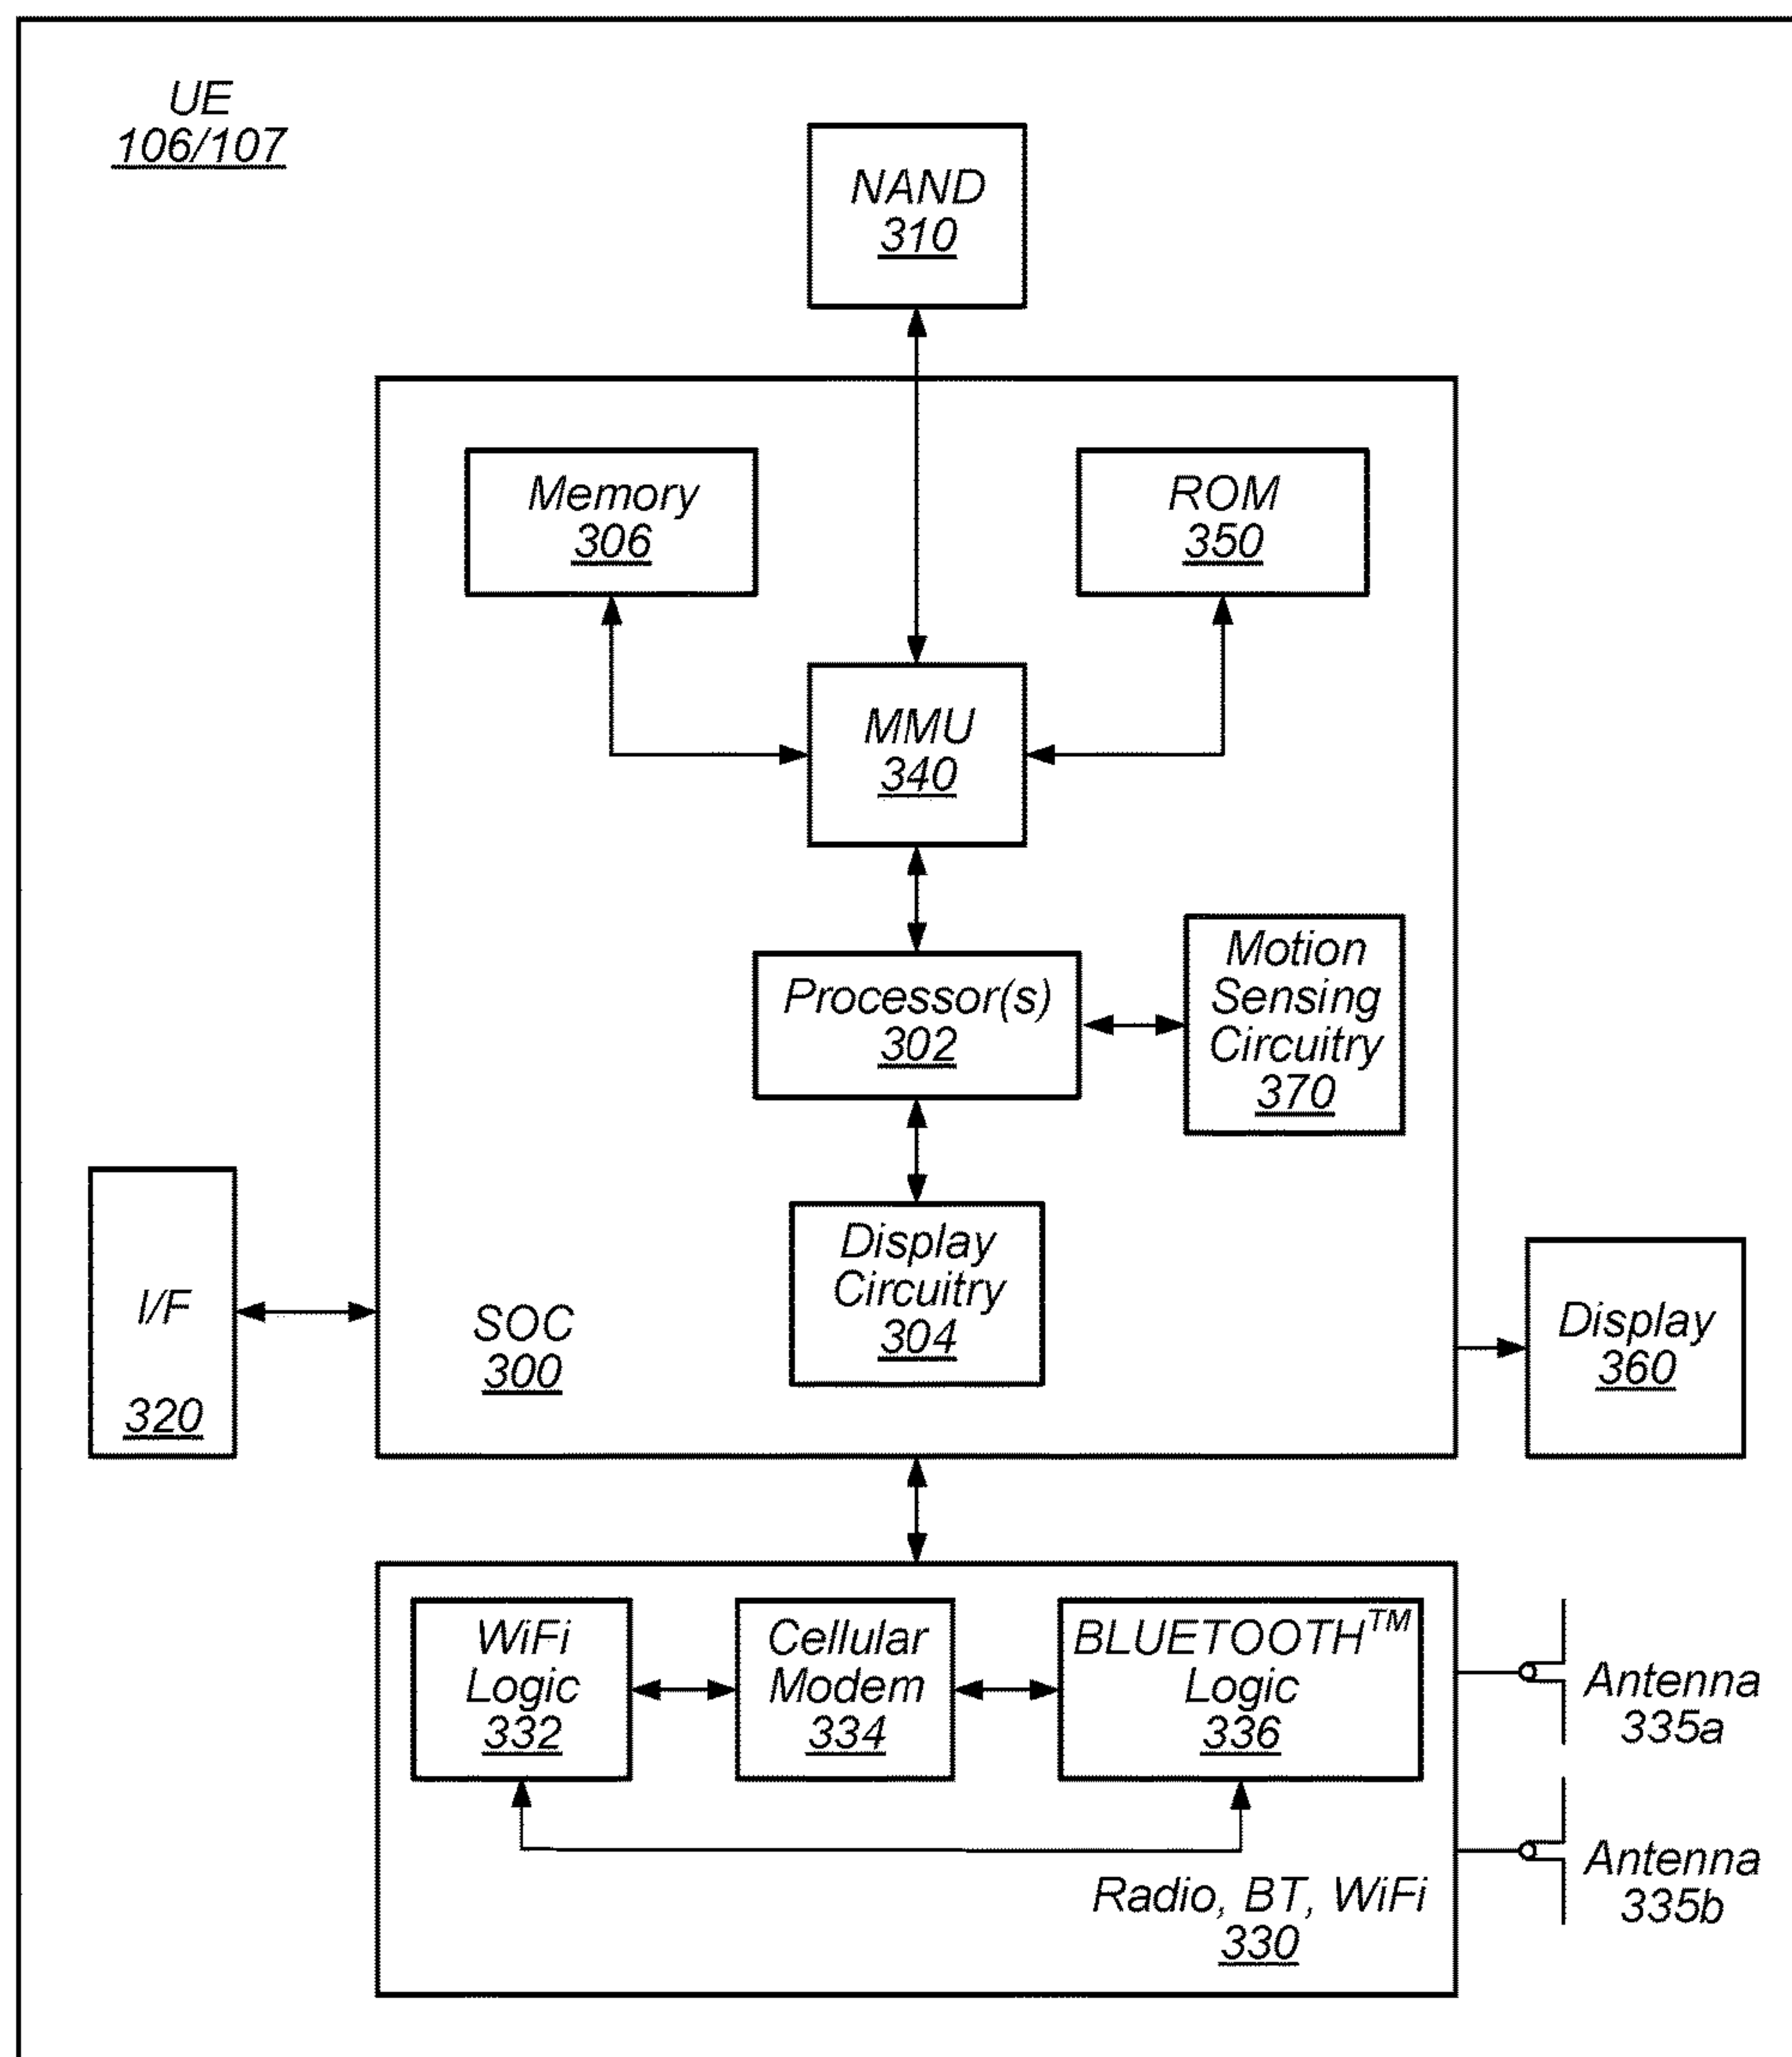 UE
106/107
NAND
310
Memory
306
ROM
350
MMU
340
Processor(s)
302
Motion
Sensing
Circuitry
370
Display
Circuitry
304
I/F
320
SOC
300
Display
360
WiFi
Logic
332
Cellular
Modem
334
BLUETOOTH™
Logic
336
Antenna
335a
Antenna
335b
Radio, BT, WiFi
330